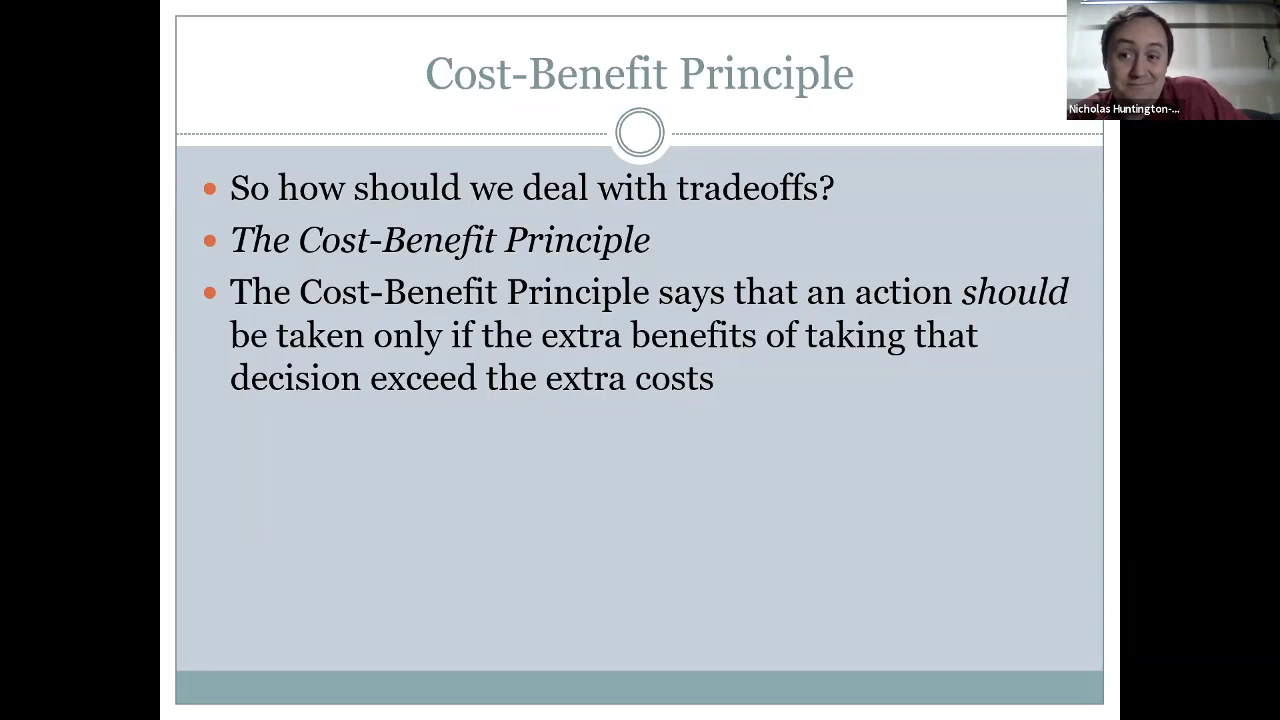 Cost-Benefit Principle
Nicholas Huntington-...
• So how should we deal with tradeoffs?
• The Cost-Benefit Principle
• The Cost-Benefit Principle says that an action should
be taken only if the extra benefits of taking that
decision exceed the extra costs